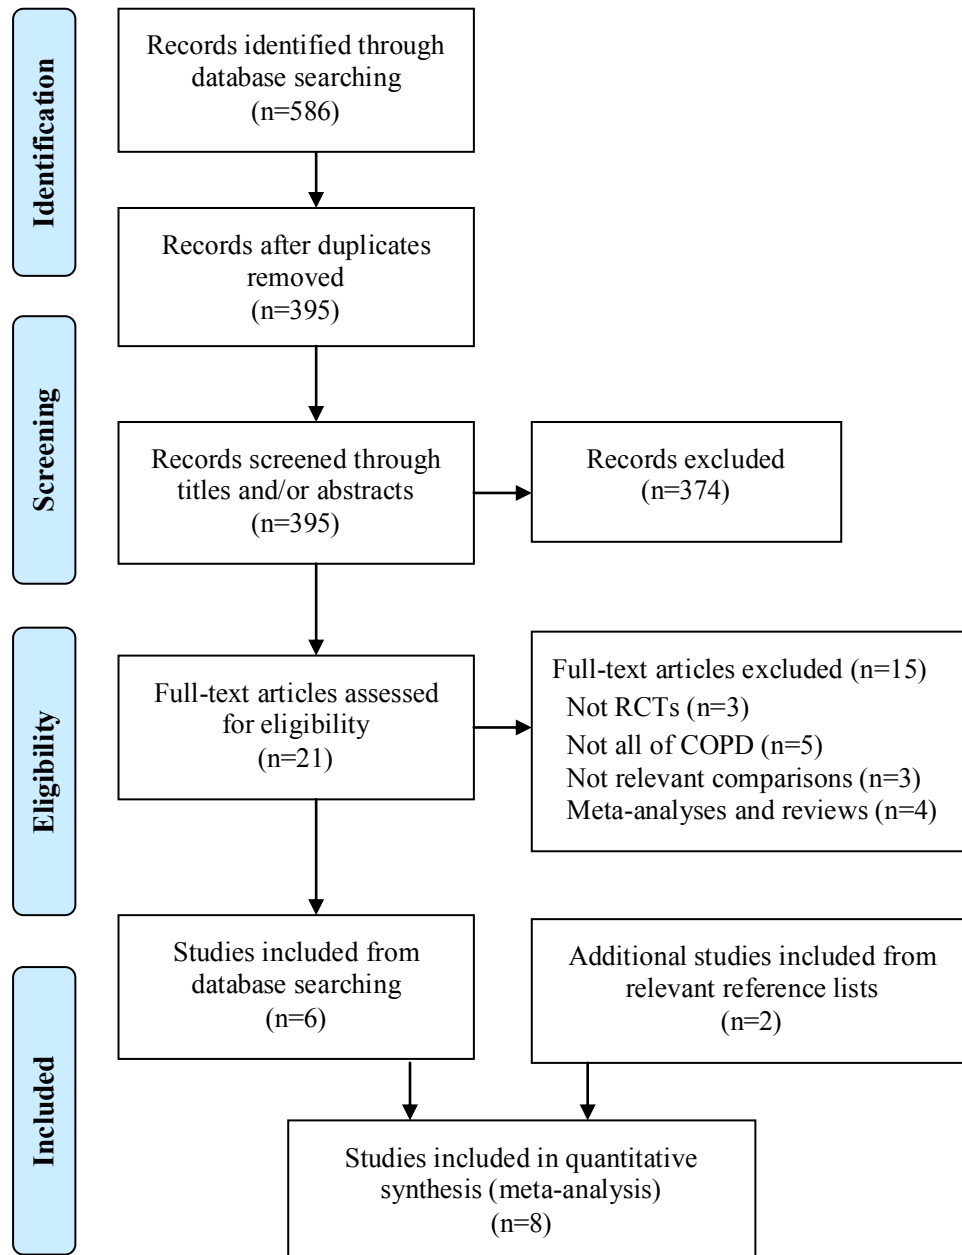 Identification
Records identified through
database searching
(n=586)
Records after duplicates
removed
(n=395)
Screening
Records screened through
titles and/or abstracts
(n=395)
Records excluded
(n=374)
Eligibility
Full-text articles assessed
for eligibility
(n=21)
Full-text articles excluded (n=15)
Not RCTs (n=3)
Not all of COPD (n=5)
Not relevant comparisons (n=3)
Meta-analyses and reviews (n=4)
Included
Studies included from
database searching
(n=6)
Additional studies included from
relevant reference lists
(n=2)
Studies included in quantitative
synthesis (meta-analysis)
(n=8)